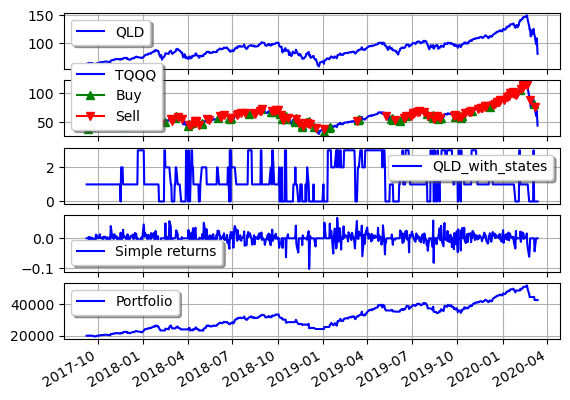 150
QLD
100
TQQQ
100
Buy
50
Sell
QLD_with_states
2
0
0.0
Simple returns
−0.1
Portfolio
40000
20000
2017-10 2018-01 2018-04 2018-07 2018-10 2019-01 2019-04 2019-07 2019-10 2020-01 2020-04